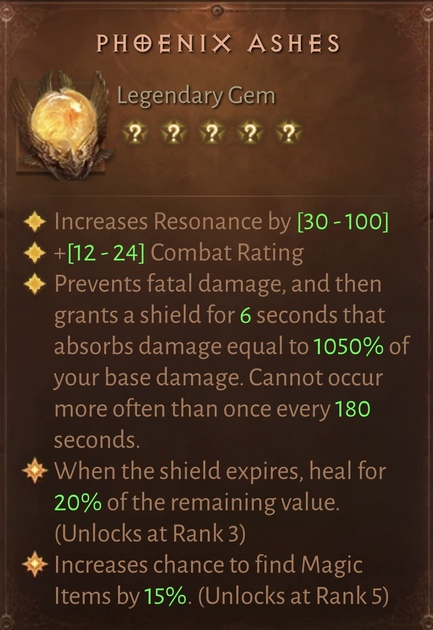 PHOENIX ASHES
Legendary Gem
? ? ? ? ?
Increases Resonance by [30 - 100]
+[12 - 24] Combat Rating
Prevents fatal damage, and then
grants a shield for 6 seconds that
absorbs damage equal to 1050% of
your base damage. Cannot occur
more often than once every 180
seconds.
When the shield expires, heal for
20% of the remaining value.
(Unlocks at Rank 3)
Increases chance to find Magic
Items by 15%. (Unlocks at Rank 5)